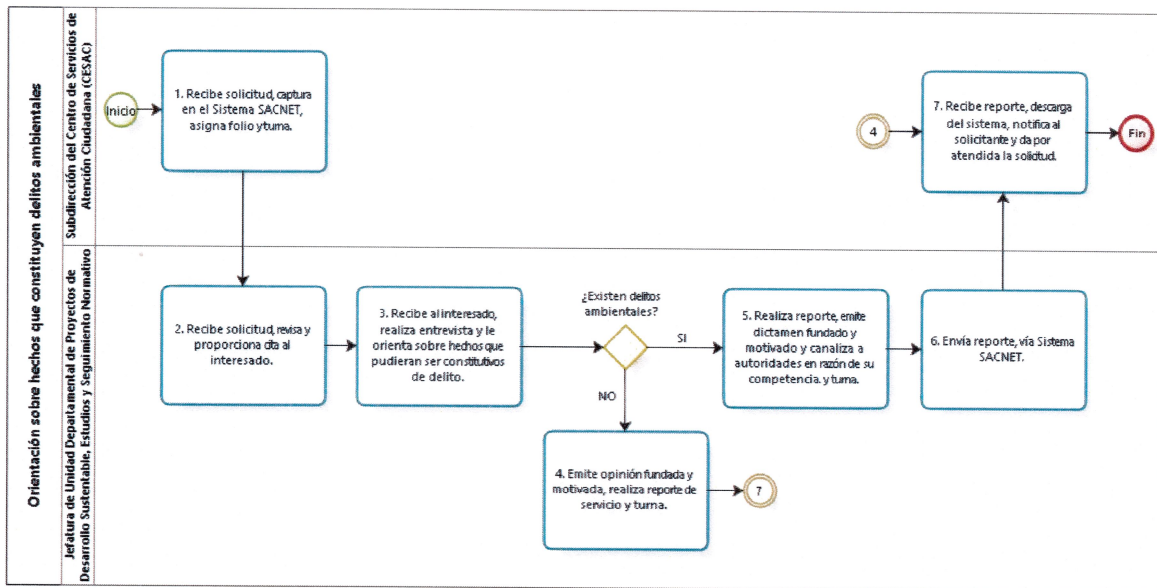 Orientación sobre hechos que constituyen delitos ambientales
Subdirección del Centro de Servicios de
Atención Ciudadana (CESAC)
Inicio
1. Recibe solicitud, captura
en el Sistema SACNET,
asigna folio y turna.
4
7. Recibe reporte, descarga
del sistema, notifica al
solicitante y da por
atendida la solicitud.
Fin
Jefatura de Unidad Departamental de Proyectos de
Desarrollo Sustentable, Estudios y Seguimiento Normativo
2. Recibe solicitud, revisa y
proporciona cita al
interesado.
3. Recibe al interesado,
realiza entrevista y le
orienta sobre hechos que
pudieran ser constitutivos
de delito.
¿Existen delitos
ambientales?
SI
NO
5. Realiza reporte, emite
dictamen fundado y
motivado y canaliza a
autoridades en razón de su
competencia. y turna.
6. Envía reporte, vía Sistema
SACNET.
4. Emite opinión fundada y
motivada, realiza reporte de
servicio y turna.
7